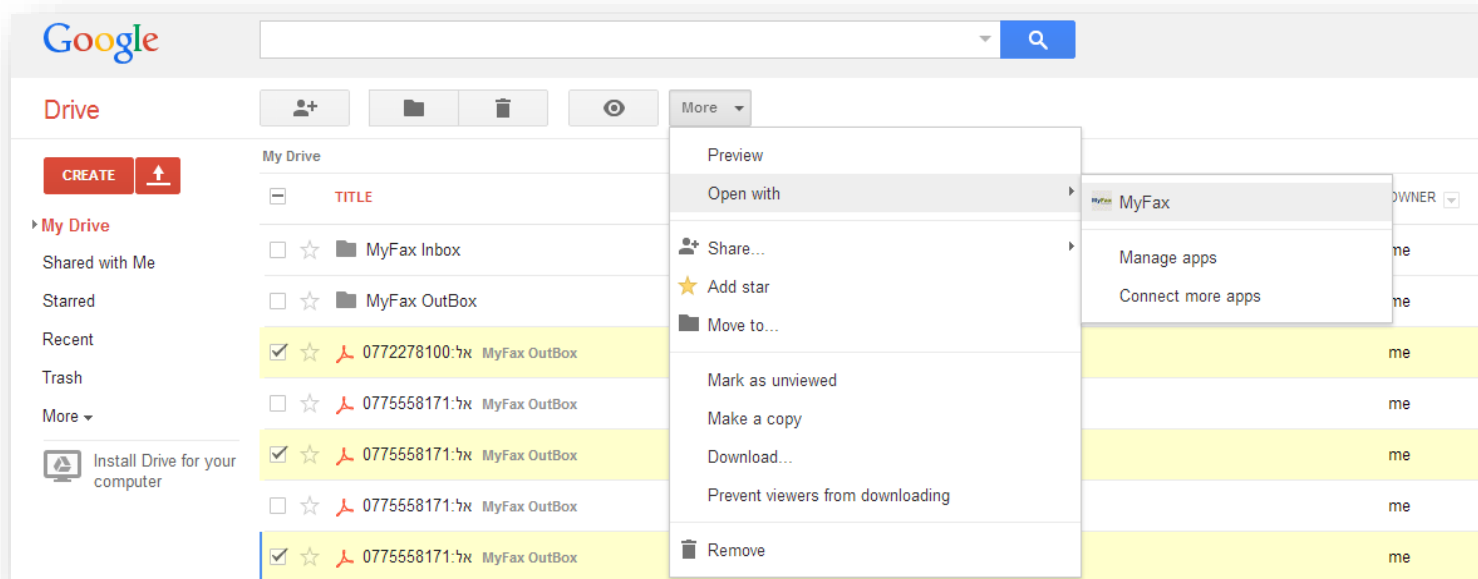 Google
Drive
More
CREATE
My Drive
Shared with Me
Starred
Recent
Trash
More
Install Drive for your
computer
My Drive
TITLE
OWNER
MyFax Inbox
me
MyFax OutBox
me
אל:0772278100 MyFax OutBox
me
אל:0775558171 MyFax OutBox
me
אל:0775558171 MyFax OutBox
me
אל:0775558171 MyFax OutBox
me
אל:0775558171 MyFax OutBox
me
Preview
Open with
Share...
Add star
Move to...
Mark as unviewed
Make a copy
Download...
Prevent viewers from downloading
Remove
MyFax
MyFax
Manage apps
Connect more apps